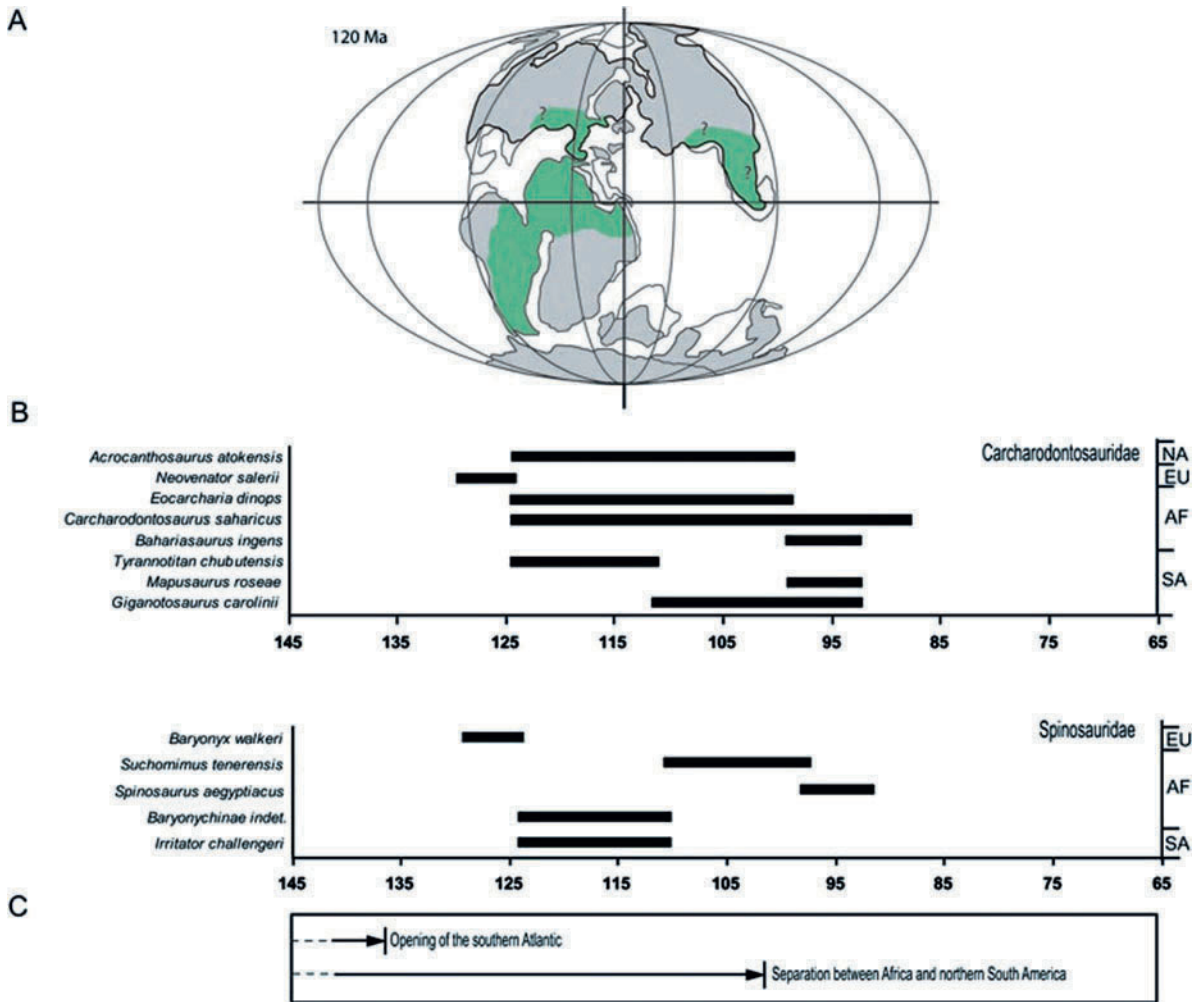 A
120 Ma
?
?
?
B
Carcharodontosauridae
Acrocanthosaurus atokensis
NA
Neovenator salerii
EU
Eocarcharia dinops
Carcharodontosaurus saharicus
AF
Bahariasaurus ingens
Tyrannotitan chubutensis
Mapusaurus roseae
SA
Giganotosaurus carolinii
145 135 125 115 105 95 85 75 65
Spinosauridae
Baryonyx walkeri
EU
Suchomimus tenerensis
Spinosaurus aegyptiacus
AF
Baryonychinae indet.
Irritator challengeri
SA
145 135 125 115 105 95 85 75 65
C
Opening of the southern Atlantic
Separation between Africa and northern South America